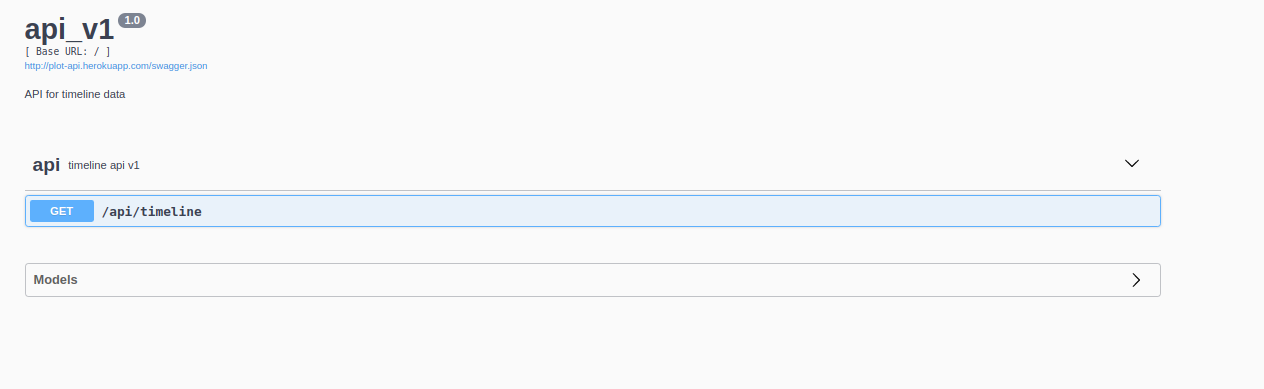 api_v1 1.0
[ Base URL: / ]
http://plot-api.herokuapp.com/swagger.json
API for timeline data
api timeline api v1
GET /api/timeline
Models